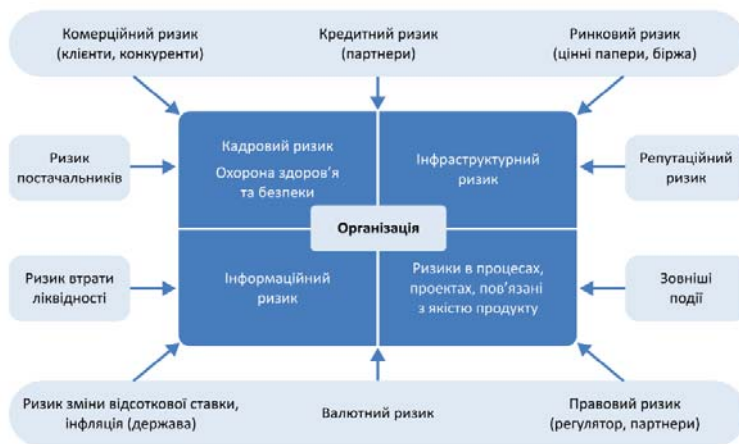 Комерційний ризик
(клієнти, конкуренти)
Кредитний ризик
(партнери)
Ринковий ризик
(цінні папери, біржа)
Ризик
постачальників
Кадровий ризик
Охорона здоров’я
та безпеки
Інфраструктурний
ризик
Репутаційний
ризик
Організація
Ризик втрати
ліквідності
Інформаційний
ризик
Ризики в процесах,
проектах, пов’язані
з якістю продукту
Зовніші
події
Ризик зміни відсоткової ставки,
інфляція (держава)
Валютний ризик
Правовий ризик
(регулятор, партнери)